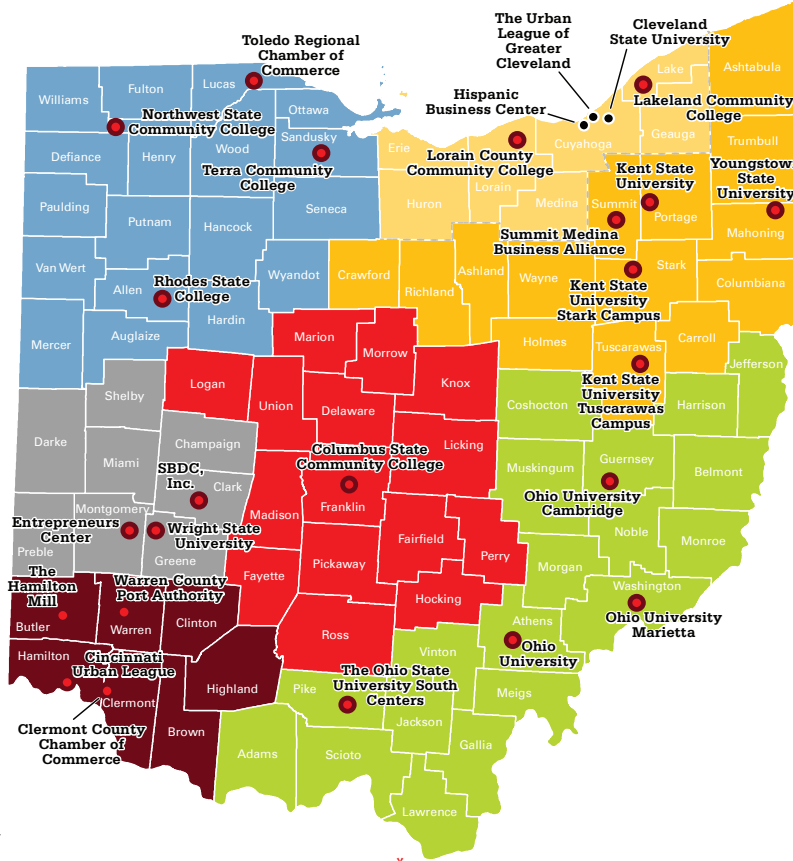 The Urban
League of
Greater
Cleveland
Cleveland
State University
Toledo Regional
Chamber of
Commerce
Lake
Ashtabula
Fulton
Lucas
Williams
Hispanic
Business Center
Lakeland Community
College
Ottawa
Northwest State
Community College
Sandusky
Geauga
Trumbull
Wood
Erie
Cuyahoga
Defiance
Henry
Lorain County
Community College
Terra Community
College
Kent State
University
Youngstow
State
University
Lorain
Huron
Medina
Summit
Portage
Paulding
Seneca
Putnam
Hancock
Summit Medina
Business Alliance
Mahoning
Van Wert
Wyandot
Crawford
Ashland
Wayne
Stark
Columbiana
Allen
Rhodes State
College
Richland
Kent State
University
Stark Campus
Hardin
Auglaize
Mercer
Marion
Morrow
Holmes
Carroll
Tuscarawas
Jefferson
Logan
Knox
Kent State
University
Tuscarawas
Campus
Shelby
Union
Delaware
Coshocton
Harrison
Darke
Champaign
Licking
Miami
Columbus State
Community College
Muskingum
Guernsey
Belmont
SBDC,
Inc.
Clark
Ohio University
Cambridge
Montgomery
Madison
Franklin
Entrepreneurs
Center
Wright State
University
Noble
Monroe
Fairfield
Preble
Greene
Pickaway
Perry
Morgan
The
Hamilton
Mill
Warren County
Port Authority
Fayette
Washington
Hocking
Butler
Warren
Clinton
Ross
Athens
Ohio University
Marietta
Hamilton
Cincinnati
Urban League
Vinton
Ohio
University
The Ohio State
University South
Centers
Highland
Pike
Meigs
Clermont
Jackson
Clermont County
Chamber of
Commerce
Brown
Gallia
Adams
Scioto
Lawrence